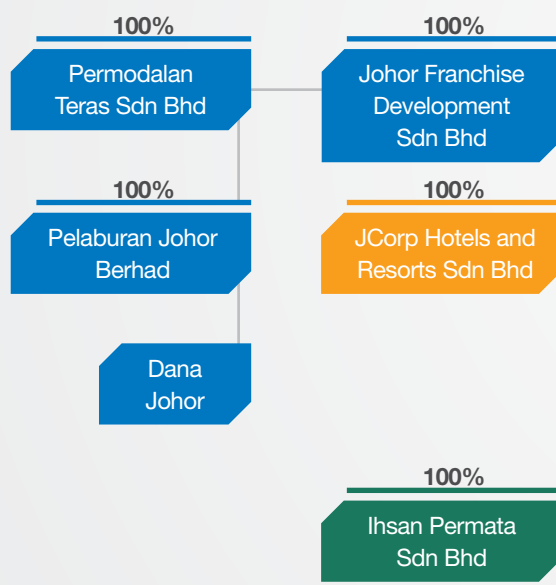 100%
Permodalan
Teras Sdn Bhd
100%
Johor Franchise
Development
Sdn Bhd
100%
Pelaburan Johor
Berhad
100%
JCorp Hotels and
Resorts Sdn Bhd
Dana
Johor
100%
Ihsan Permata
Sdn Bhd